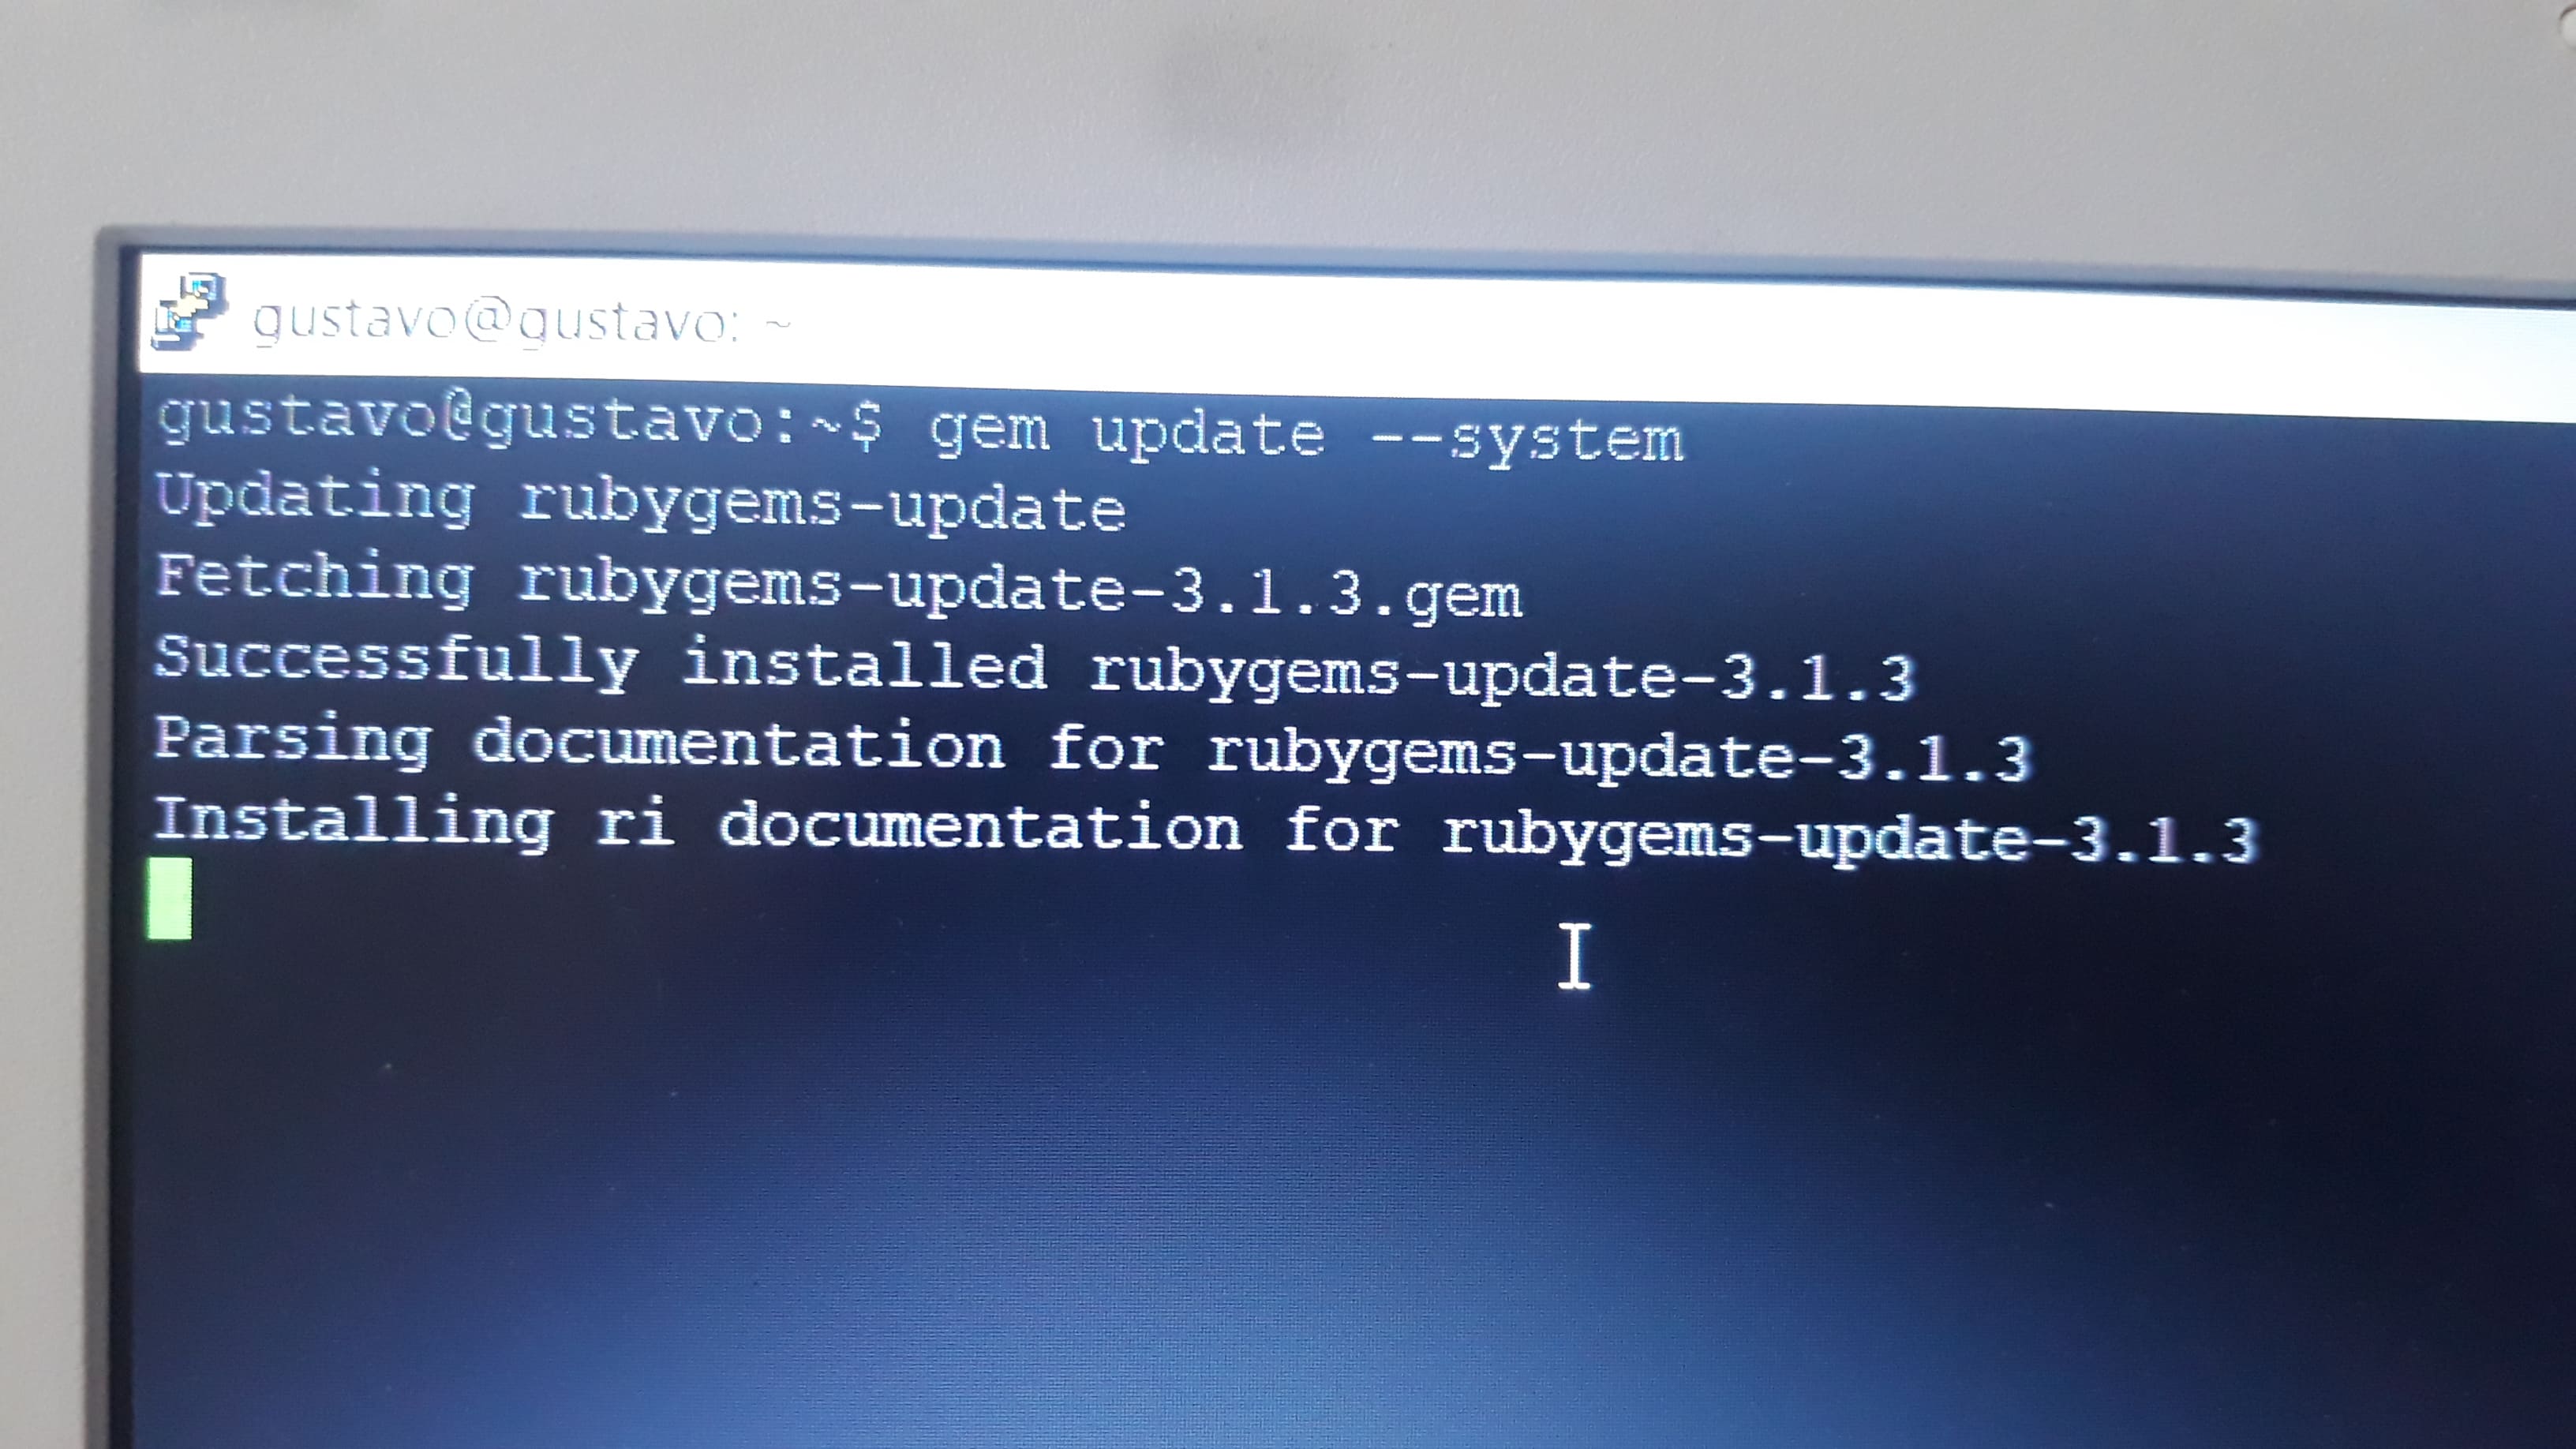 gustavo@gustavo: ~
gustavo@gustavo:~$ gem update --system
Updating rubygems-update
Fetching rubygems-update-3.1.3.gem
Successfully installed rubygems-update-3.1.3
Parsing documentation for rubygems-update-3.1.3
Installing ri documentation for rubygems-update-3.1.3